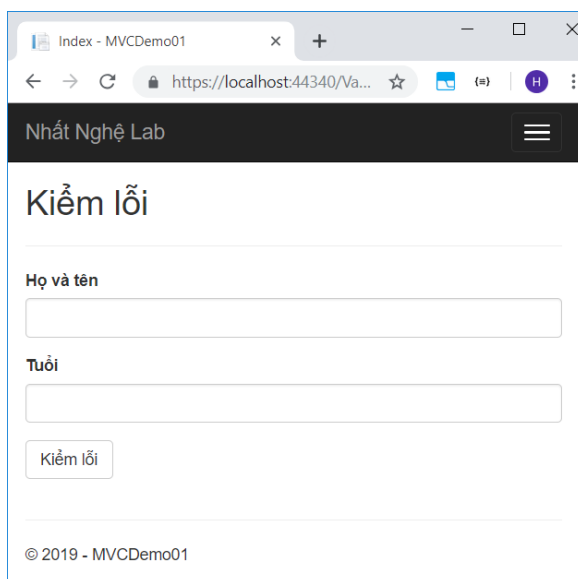 Index - MVCDemo01
https://localhost:44340/Va...
{=}
H
Nhất Nghệ Lab
Kiểm lỗi
Họ và tên
Tuổi
Kiểm lỗi
© 2019 - MVCDemo01